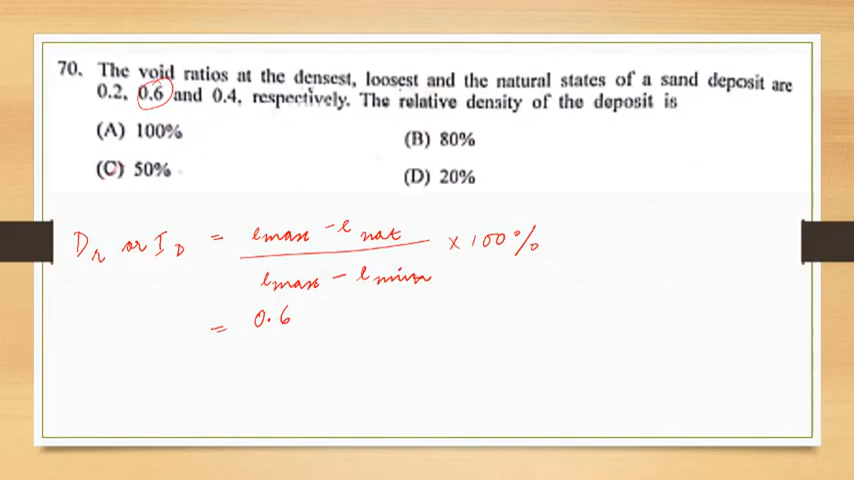 70. The void ratios at the densest, loosest and the natural states of a sand deposit are
0.2, 0.6 and 0.4, respectively. The relative density of the deposit is
(A) 100%
(B) 80%
(C) 50%
(D) 20%
Dr or ID = emax - e nat / emax - emin × 100%
= 0.6